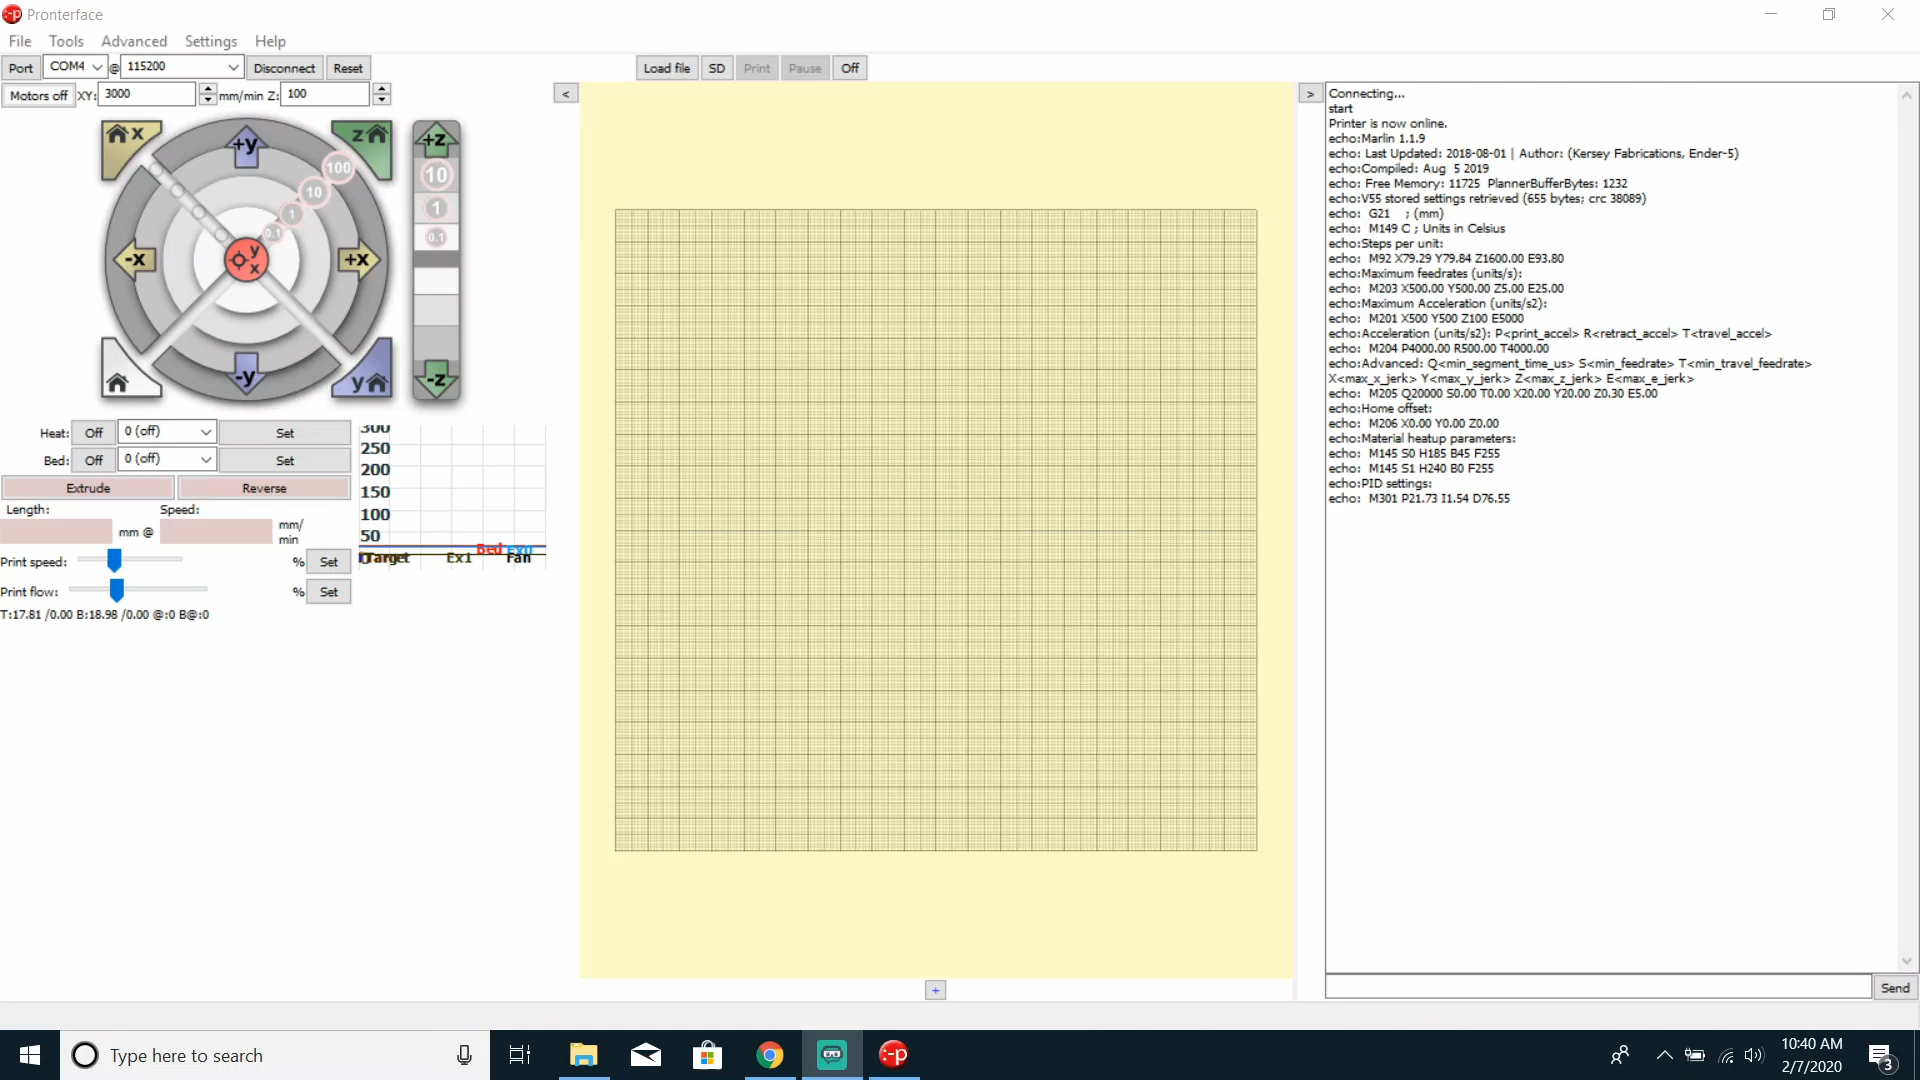 Pronterface
File Tools Advanced Settings Help
Port COM4 @ 115200 Disconnect Reset Load file SD Print Pause Off
Motors off XY: 3000 mm/min Z: 100 < >
x +y z +z
100 10 1 0.1
10 1 0.1
-x y x +x
-y y -z
Heat: Off 0 (off) Set
Bed: Off 0 (off) Set
Extrude Reverse
Length: Speed:
mm @ mm/
min
Print speed: % Set
Print flow: % Set
T:17.81 /0.00 B:18.98 /0.00 @:0 B@:0
300
250
200
150
100
50
Bed Ex0
Target Ex1 Fan
Connecting...
start
Printer is now online.
echo:Marlin 1.1.9
echo: Last Updated: 2018-08-01 | Author: (Kersey Fabrications, Ender-5)
echo:Compiled: Aug  5 2019
echo: Free Memory: 11725  PlannerBufferBytes: 1232
echo:V55 stored settings retrieved (655 bytes; crc 38089)
echo:  G21    ; (mm)
echo:  M149 C ; Units in Celsius
echo:Steps per unit:
echo:  M92 X79.29 Y79.84 Z1600.00 E93.80
echo:Maximum feedrates (units/s):
echo:  M203 X500.00 Y500.00 Z5.00 E25.00
echo:Maximum Acceleration (units/s2):
echo:  M201 X500 Y500 Z100 E5000
echo:Acceleration (units/s2): P<print_accel> R<retract_accel> T<travel_accel>
echo:  M204 P4000.00 R500.00 T4000.00
echo:Advanced: Q<min_segment_time_us> S<min_feedrate> T<min_travel_feedrate>
X<max_x_jerk> Y<max_y_jerk> Z<max_z_jerk> E<max_e_jerk>
echo:  M205 Q20000 S0.00 T0.00 X20.00 Y20.00 Z0.30 E5.00
echo:Home offset:
echo:  M206 X0.00 Y0.00 Z0.00
echo:Material heatup parameters:
echo:  M145 S0 H185 B45 F255
echo:  M145 S1 H240 B0 F255
echo:PID settings:
echo:  M301 P21.73 I1.54 D76.55
+
Send
Type here to search
10:40 AM
2/7/2020
3